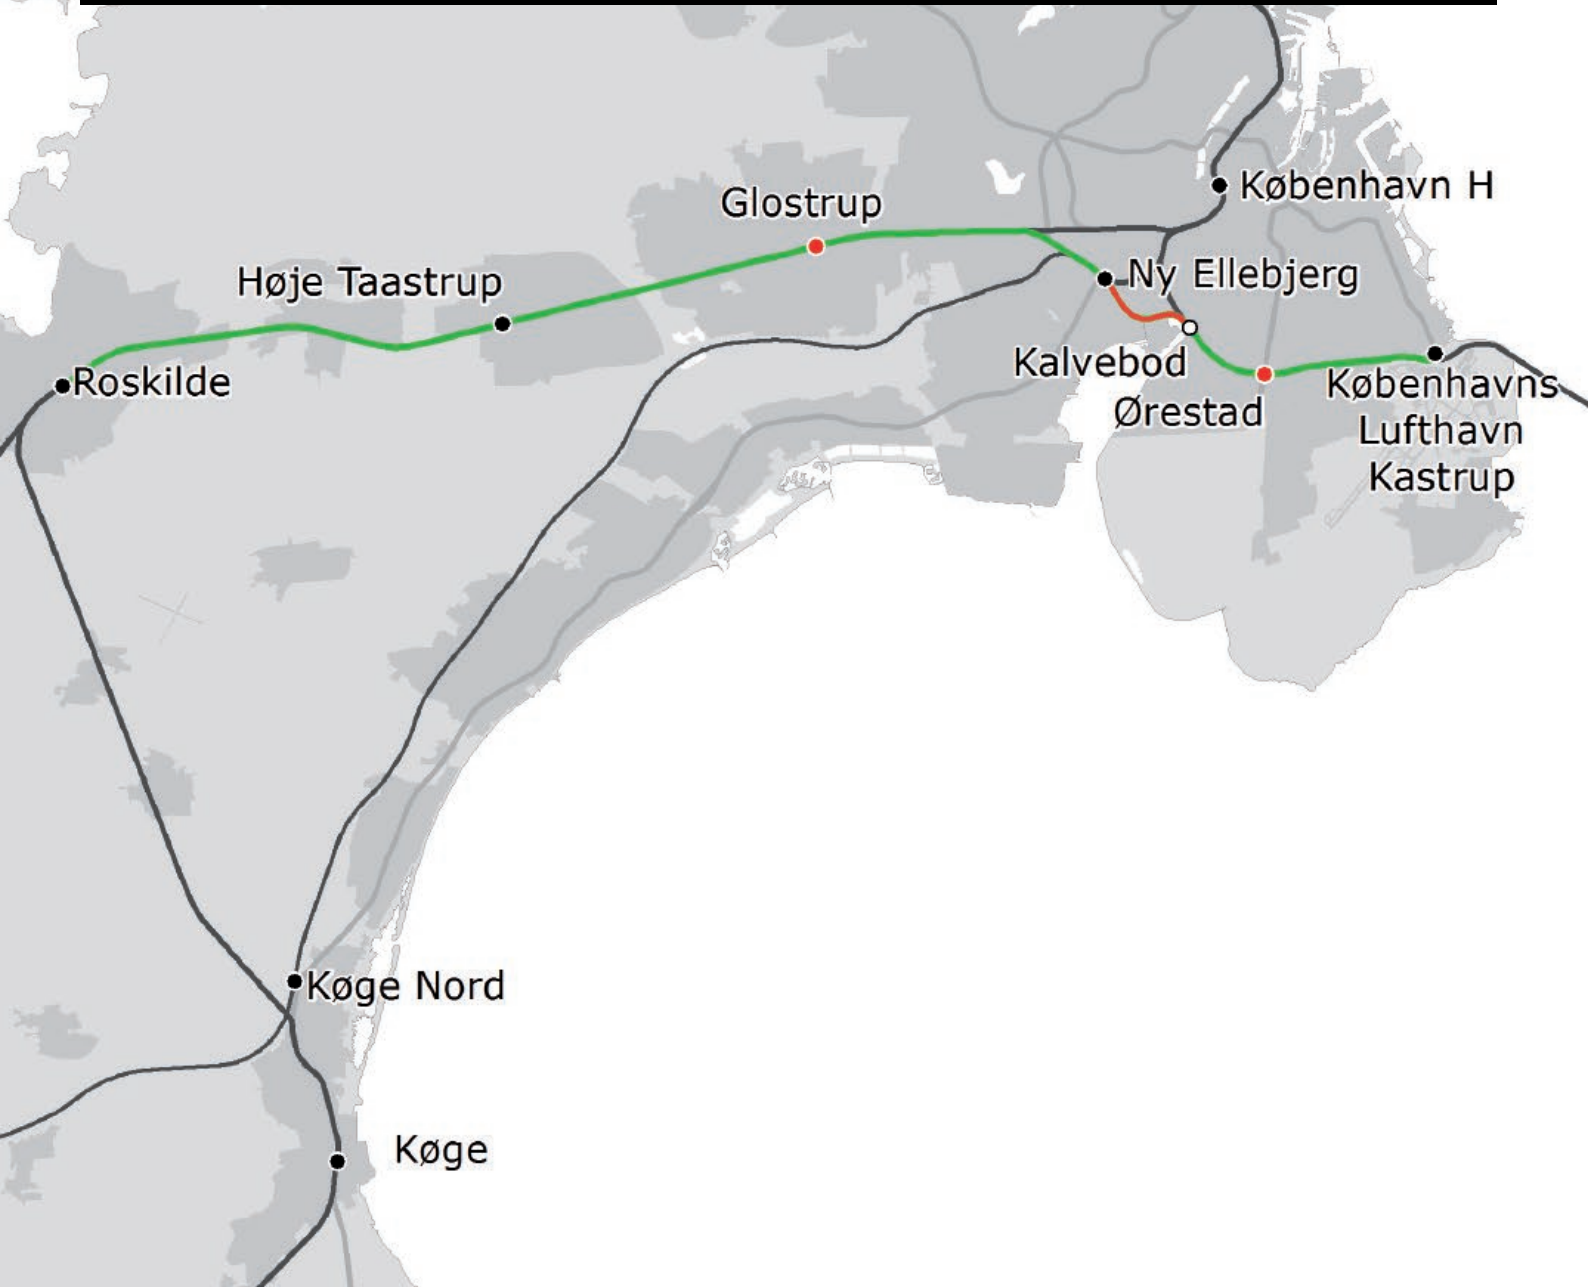 København H
Glostrup
Høje Taastrup
Ny Ellebjerg
Kalvebod
Roskilde
Ørestad
Københavns
Lufthavn
Kastrup
Køge Nord
Køge